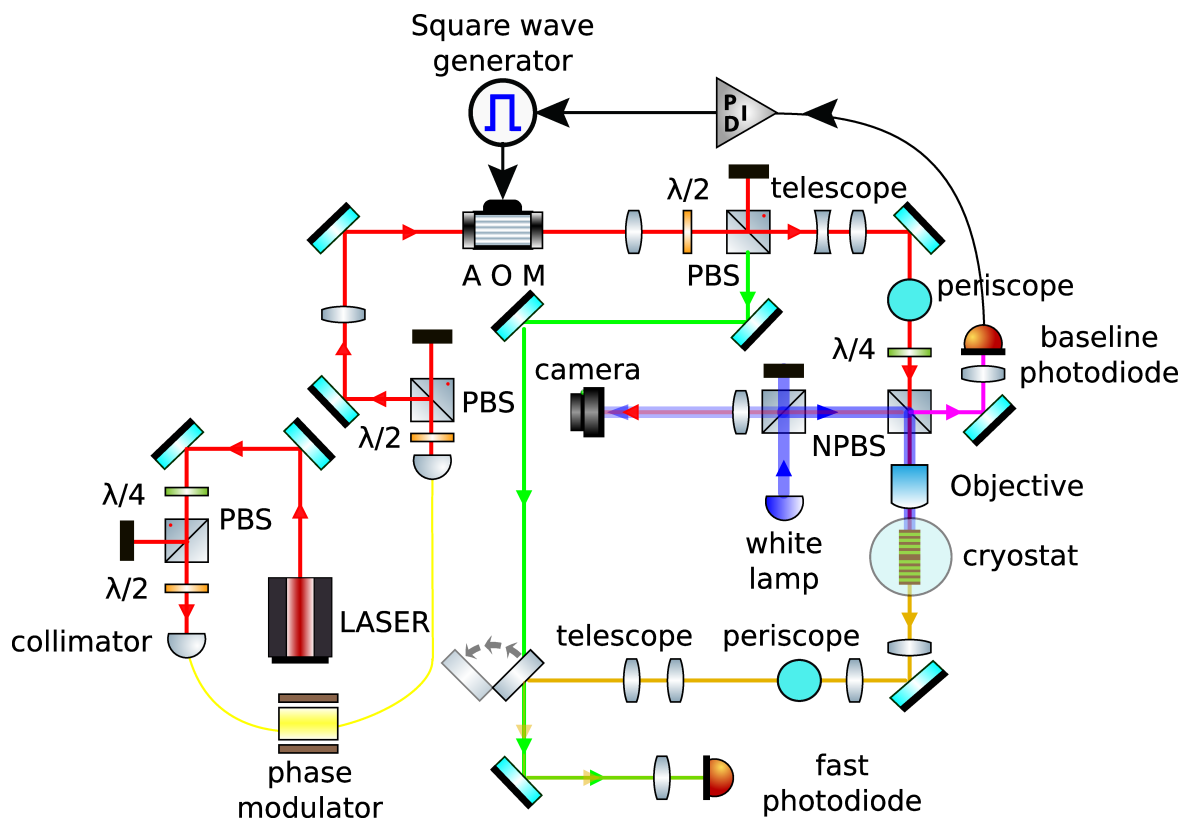 Square wave
generator
P
I
D
λ/2
telescope
A O M
PBS
periscope
λ/4
baseline
photodiode
camera
PBS
λ/2
NPBS
Objective
λ/4
PBS
white
lamp
cryostat
λ/2
LASER
collimator
telescope
periscope
phase
modulator
fast
photodiode